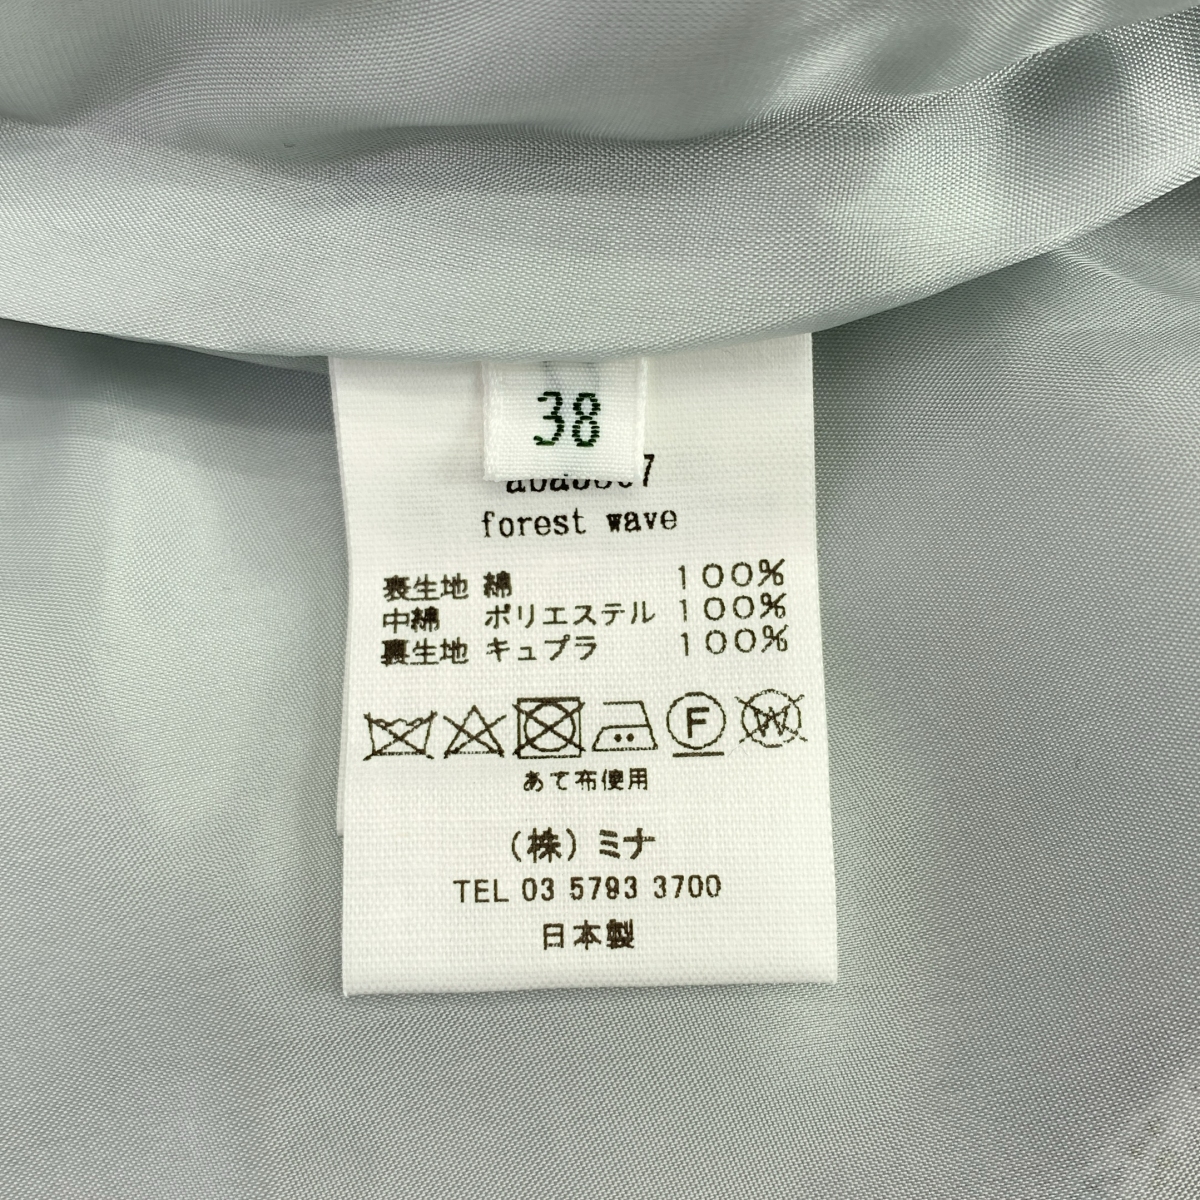 38
forest wave
表生地 綿 100%
中綿 ポリエステル 100%
裏生地 キュプラ 100%
F W
あて布使用
(株)ミナ
TEL 03 5793 3700
日本製